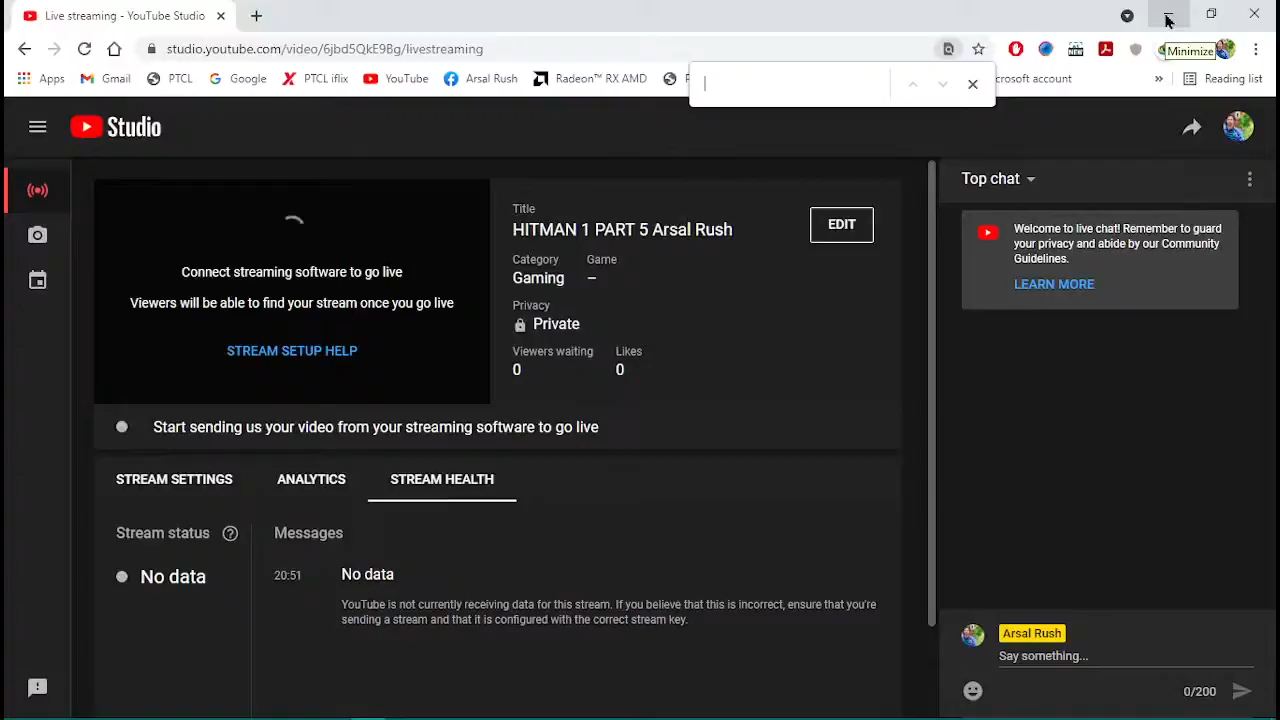 Live streaming - YouTube Studio
Minimize
studio.youtube.com/video/6jbd5QkE9Bg/livestreaming
Apps
Gmail
PTCL
Google
PTCL iflix
YouTube
Arsal Rush
Radeon™ RX AMD
crosoft account
»
Reading list
Studio
Connect streaming software to go live
Viewers will be able to find your stream once you go live
STREAM SETUP HELP
Title
HITMAN 1 PART 5 Arsal Rush
EDIT
Category Game
Gaming –
Privacy
Private
Viewers waiting Likes
0 0
Start sending us your video from your streaming software to go live
STREAM SETTINGS
ANALYTICS
STREAM HEALTH
Stream status
No data
Messages
20:51 No data
YouTube is not currently receiving data for this stream. If you believe that this is incorrect, ensure that you're
sending a stream and that it is configured with the correct stream key.
Top chat
Welcome to live chat! Remember to guard
your privacy and abide by our Community
Guidelines.
LEARN MORE
Arsal Rush
Say something...
0/200